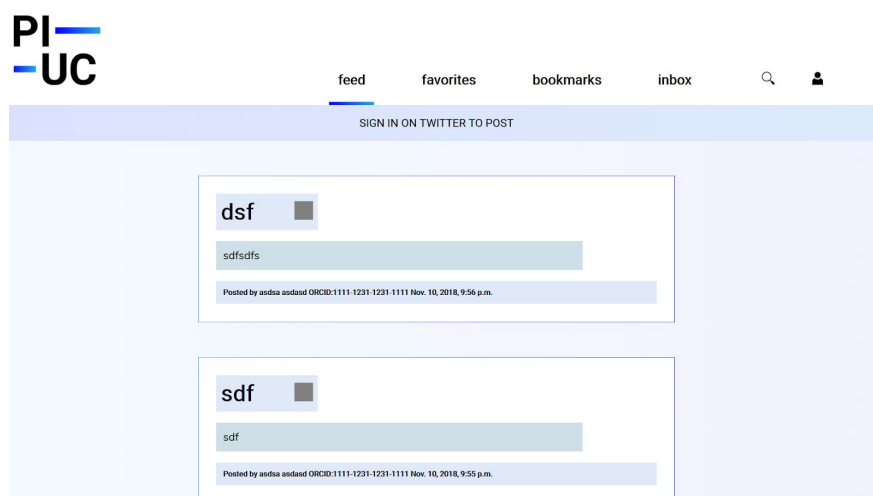 PI
UC
feed favorites bookmarks inbox
SIGN IN ON TWITTER TO POST
dsf
sdfsdfs
Posted by asdsa asdasd ORCID:1111-1231-1231-1111 Nov. 10, 2018, 9:56 p.m.
sdf
sdf
Posted by asdsa asdasd ORCID:1111-1231-1231-1111 Nov. 10, 2018, 9:55 p.m.